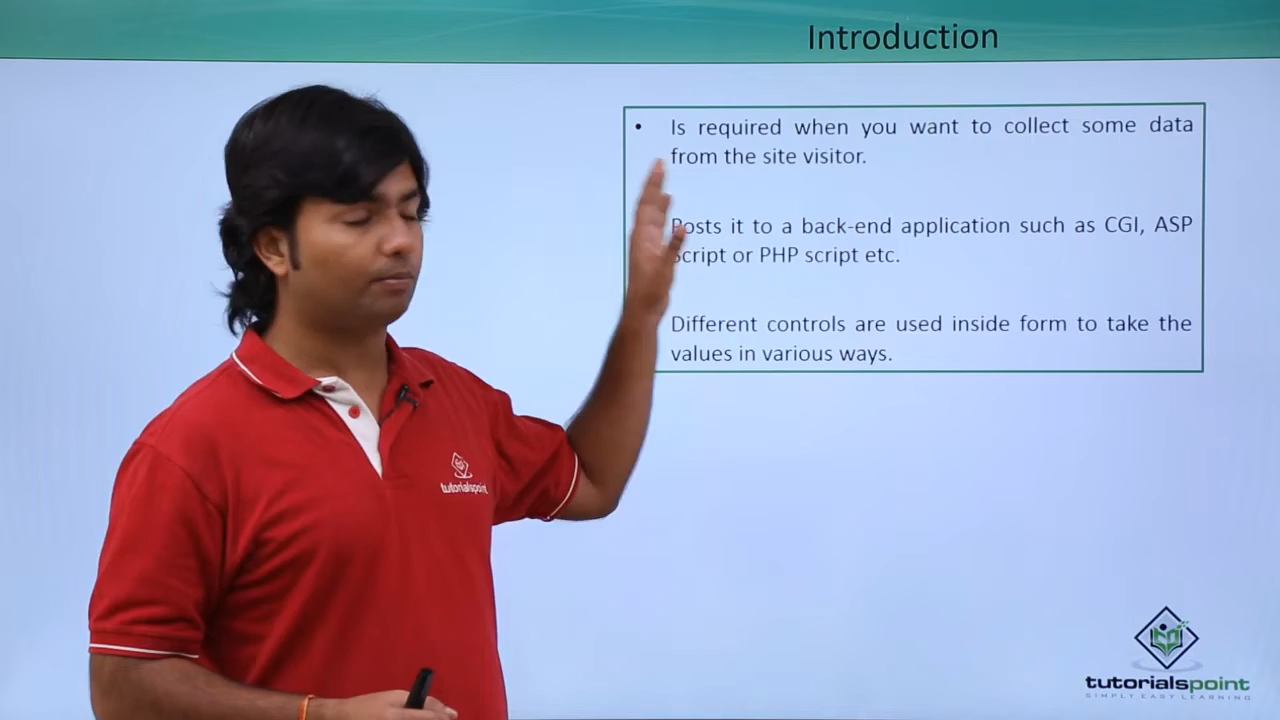 Introduction
• Is required when you want to collect some data
from the site visitor.
Posts it to a back-end application such as CGI, ASP
Script or PHP script etc.
Different controls are used inside form to take the
values in various ways.
tutorialspoint
tutorialspoint
SIMPLY EASY LEARNING